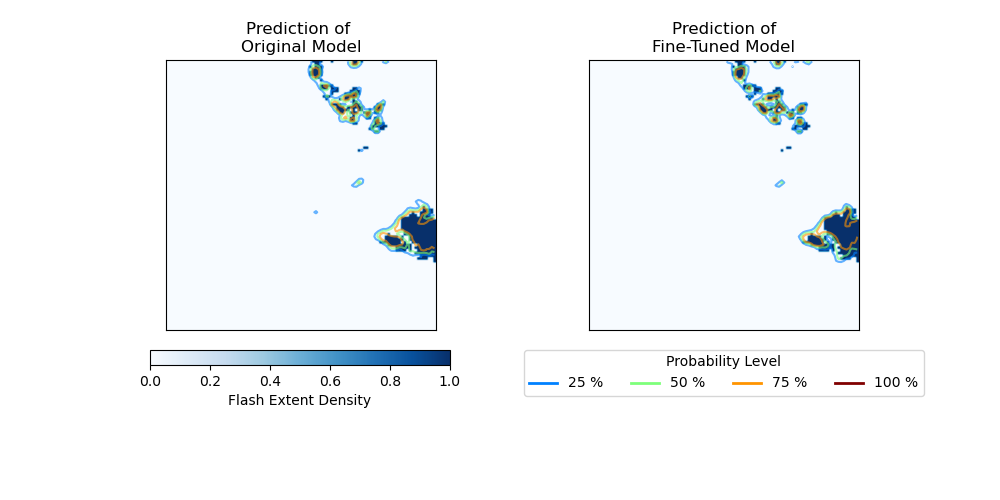 Prediction of
Original Model
Prediction of
Fine-Tuned Model
0.0 0.2 0.4 0.6 0.8 1.0
Flash Extent Density
Probability Level
25 % 50 % 75 % 100 %